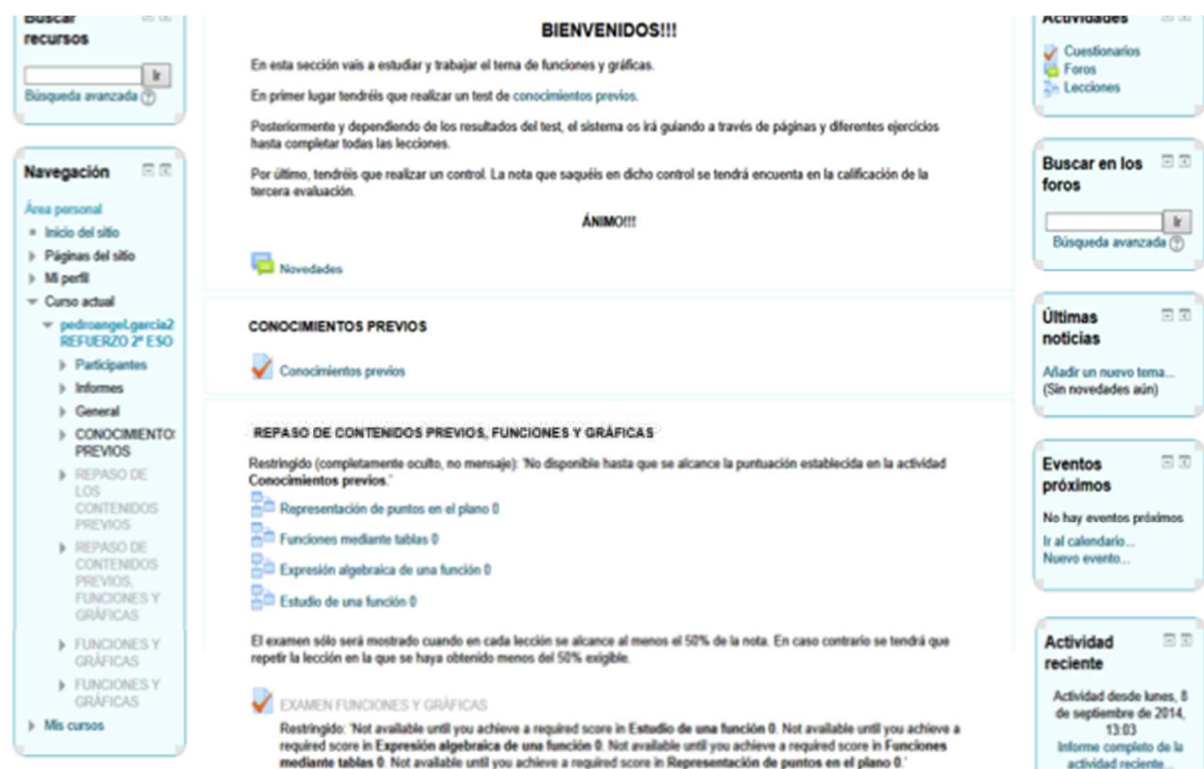 Buscar
recursos
Ir
Búsqueda avanzada
Navegación
Área personal
Inicio del sitio
Páginas del sitio
Mi perfil
Curso actual
pedroangel.garcia2
REFUERZO 2º ESO
Participantes
Informes
General
CONOCIMIENTO:
PREVIOS
REPASO DE
LOS
CONTENIDOS
PREVIOS
REPASO DE
CONTENIDOS
PREVIOS,
FUNCIONES Y
GRÁFICAS
FUNCIONES Y
GRÁFICAS
FUNCIONES Y
GRÁFICAS
Mis cursos
BIENVENIDOS!!!
En esta sección vais a estudiar y trabajar el tema de funciones y gráficas.
En primer lugar tendréis que realizar un test de conocimientos previos.
Posteriormente y dependiendo de los resultados del test, el sistema os irá guiando a través de páginas y diferentes ejercicios
hasta completar todas las lecciones.
Por último, tendréis que realizar un control. La nota que saquéis en dicho control se tendrá encuenta en la calificación de la
tercera evaluación.
ÁNIMO!!!
Novedades
CONOCIMIENTOS PREVIOS
Conocimientos previos
REPASO DE CONTENIDOS PREVIOS, FUNCIONES Y GRÁFICAS
Restringido (completamente oculto, no mensaje): 'No disponible hasta que se alcance la puntuación establecida en la actividad
Conocimientos previos.'
Representación de puntos en el plano 0
Funciones mediante tablas 0
Expresión algebraica de una función 0
Estudio de una función 0
El examen sólo será mostrado cuando en cada lección se alcance al menos el 50% de la nota. En caso contrario se tendrá que
repetir la lección en la que se haya obtenido menos del 50% exigible.
EXAMEN FUNCIONES Y GRÁFICAS
Restringido: 'Not available until you achieve a required score in Estudio de una función 0. Not available until you achieve a
required score in Expresión algebraica de una función 0. Not available until you achieve a required score in Funciones
mediante tablas 0. Not available until you achieve a required score in Representación de puntos en el plano 0.'
Actividades
Cuestionarios
Foros
Lecciones
Buscar en los
foros
Ir
Búsqueda avanzada
Últimas
noticias
Añadir un nuevo tema...
(Sin novedades aún)
Eventos
próximos
No hay eventos próximos
Ir al calendario...
Nuevo evento...
Actividad
reciente
Actividad desde lunes, 8
de septiembre de 2014,
13:03
Informe completo de la
actividad reciente...